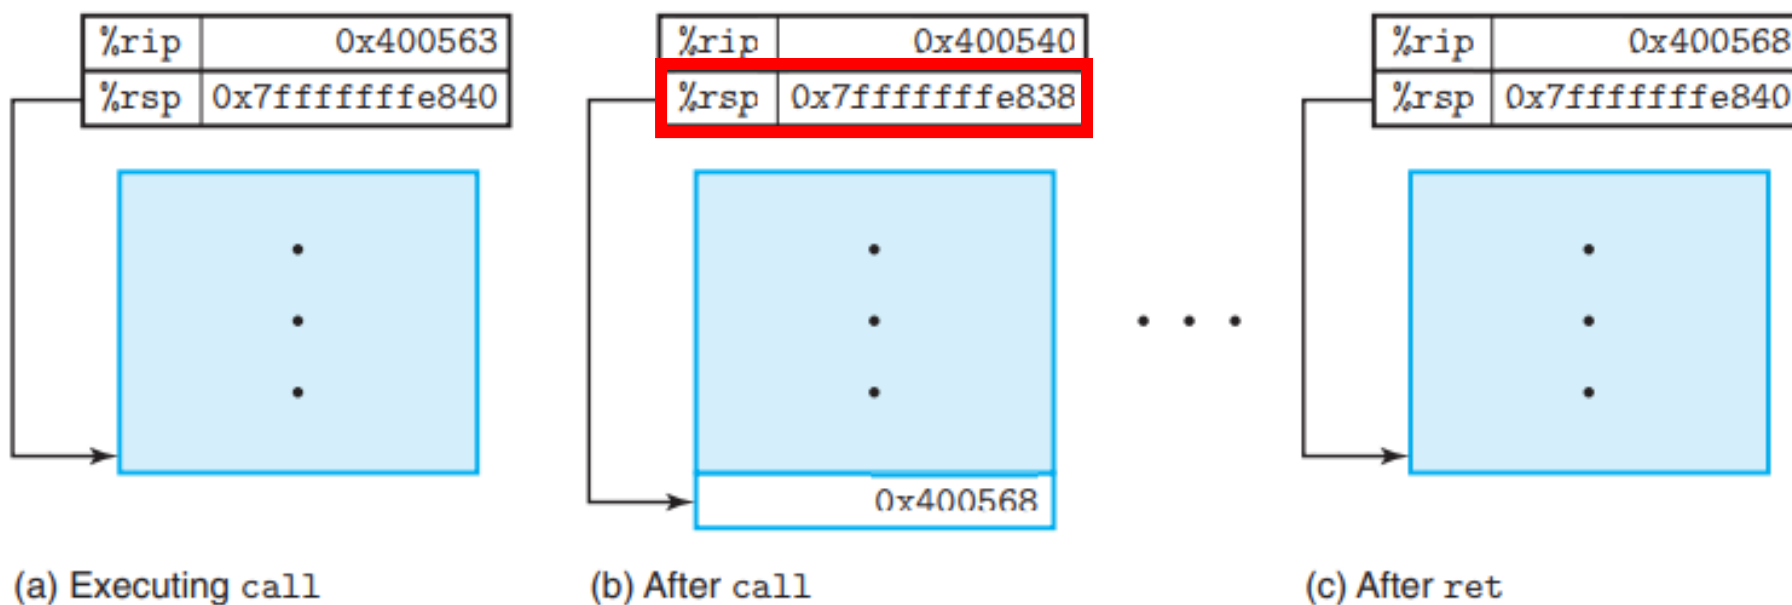 %rip 0x400563
%rsp 0x7fffffffe840
(a) Executing call
%rip 0x400540
%rsp 0x7fffffffe838
0x400568
(b) After call
%rip 0x400568
%rsp 0x7fffffffe840
(c) After ret